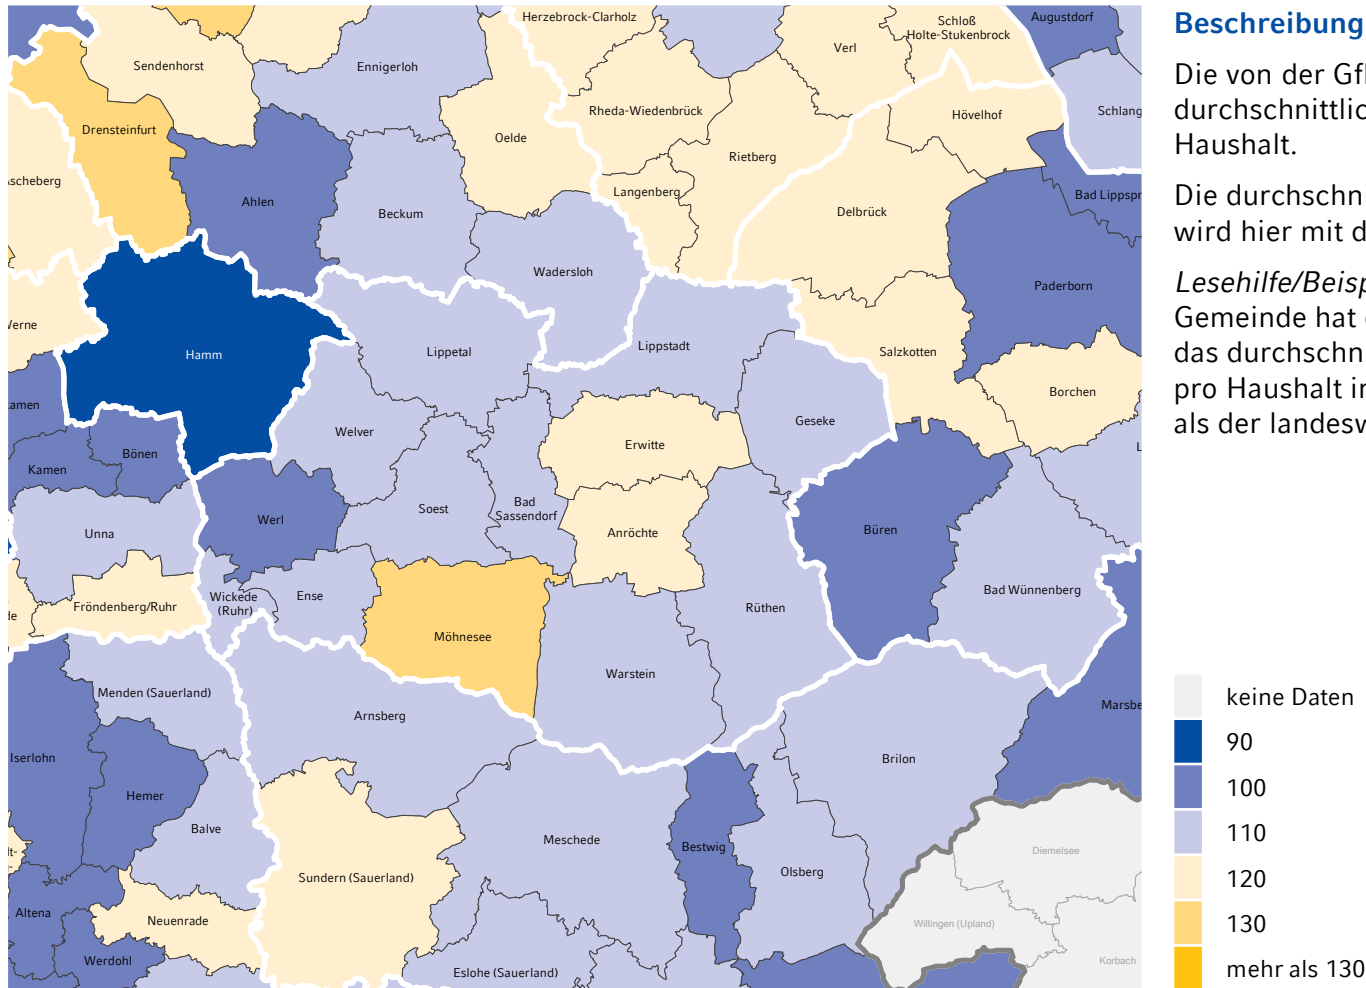 Herzebrock-Clarholz
Schloß
Holte-Stukenbrock
Augustdorf
Verl
Sendenhorst
Ennigerloh
Rheda-Wiedenbrück
Hövelhof
Schlang
Drensteinfurt
Oelde
Rietberg
Ascheberg
Langenberg
Bad Lippspr
Ahlen
Beckum
Delbrück
Wadersloh
Paderborn
Werne
Hamm
Lippetal
Lippstadt
Salzkotten
Borchen
amen
Welver
Erwitte
Geseke
L
Kamen
Bönen
Soest
Bad
Sassendorf
Werl
Unna
Anröchte
Büren
Fröndenberg/Ruhr
de
Wickede
(Ruhr)
Ense
Möhnesee
Rüthen
Bad Wünnenberg
Warstein
Menden (Sauerland)
Arnsberg
Marsbe
Iserlohn
Brilon
Hemer
Balve
Meschede
Bestwig
Diemelsee
lt-
Olsberg
Sundern (Sauerland)
Altena
Neuenrade
Willingen (Upland)
Werdohl
Eslohe (Sauerland)
Korbach
Beschreibung
Die von der Gf
durchschnittlic
Haushalt.
Die durchschn
wird hier mit d
Lesehilfe/Beisp
Gemeinde hat
das durchschn
pro Haushalt i
als der landesw
keine Daten
90
100
110
120
130
mehr als 130